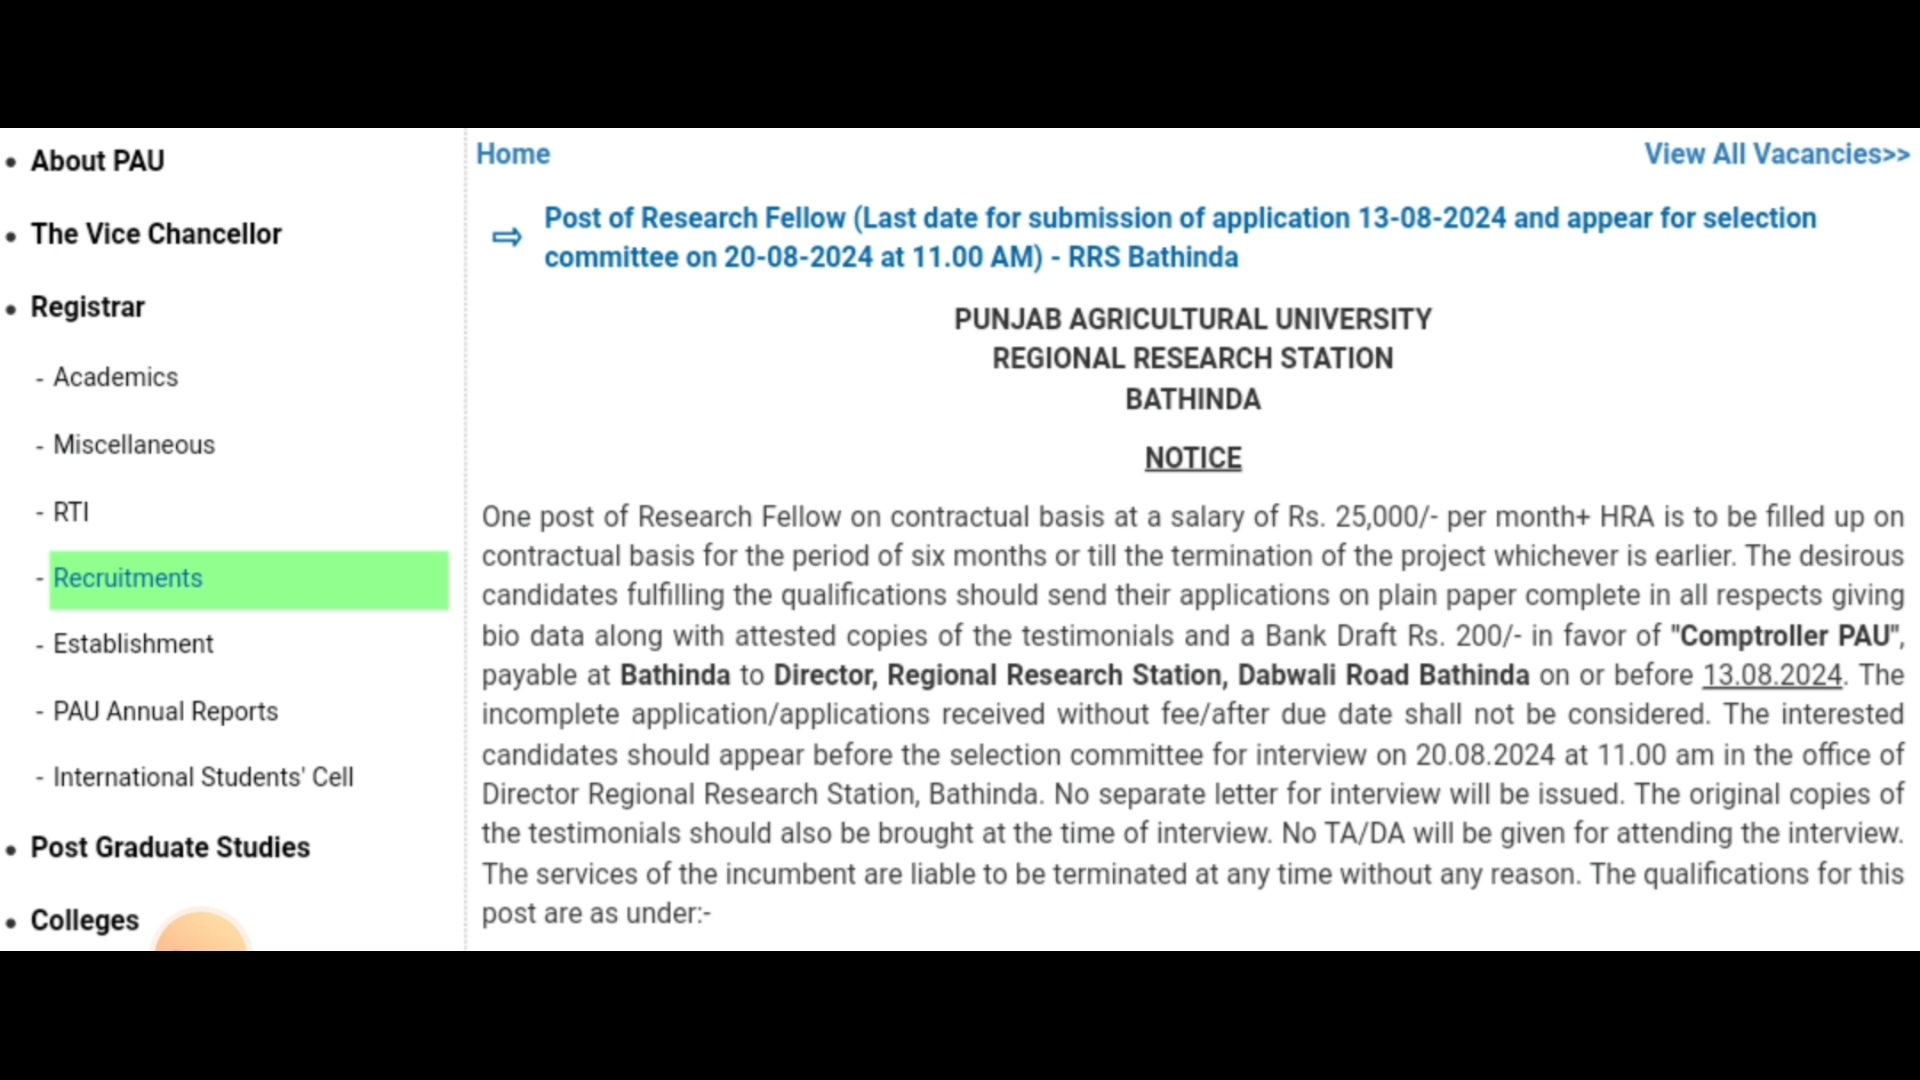 About PAU
The Vice Chancellor
Registrar
- Academics
- Miscellaneous
- RTI
- Recruitments
- Establishment
- PAU Annual Reports
- International Students' Cell
Post Graduate Studies
Colleges
Home
View All Vacancies>>
⇨ Post of Research Fellow (Last date for submission of application 13-08-2024 and appear for selection
committee on 20-08-2024 at 11.00 AM) - RRS Bathinda
PUNJAB AGRICULTURAL UNIVERSITY
REGIONAL RESEARCH STATION
BATHINDA
NOTICE
One post of Research Fellow on contractual basis at a salary of Rs. 25,000/- per month+ HRA is to be filled up on
contractual basis for the period of six months or till the termination of the project whichever is earlier. The desirous
candidates fulfilling the qualifications should send their applications on plain paper complete in all respects giving
bio data along with attested copies of the testimonials and a Bank Draft Rs. 200/- in favor of "Comptroller PAU",
payable at Bathinda to Director, Regional Research Station, Dabwali Road Bathinda on or before 13.08.2024. The
incomplete application/applications received without fee/after due date shall not be considered. The interested
candidates should appear before the selection committee for interview on 20.08.2024 at 11.00 am in the office of
Director Regional Research Station, Bathinda. No separate letter for interview will be issued. The original copies of
the testimonials should also be brought at the time of interview. No TA/DA will be given for attending the interview.
The services of the incumbent are liable to be terminated at any time without any reason. The qualifications for this
post are as under:-